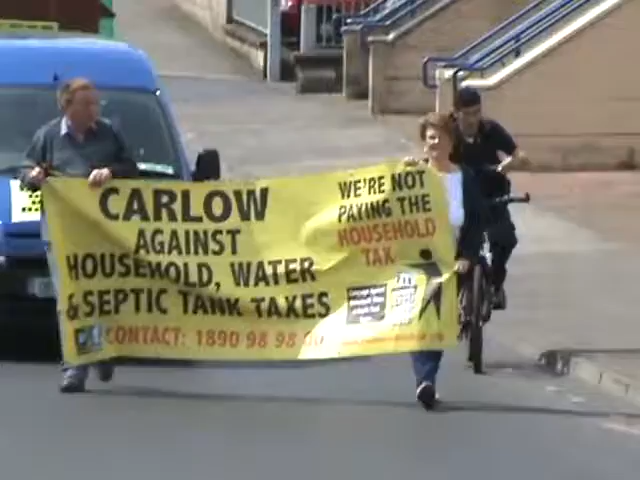 CARLOW
AGAINST
HOUSEHOLD, WATER
& SEPTIC TANK TAXES
CONTACT: 1890 98 98
WE'RE NOT
PAYING THE
HOUSEHOLD
TAX